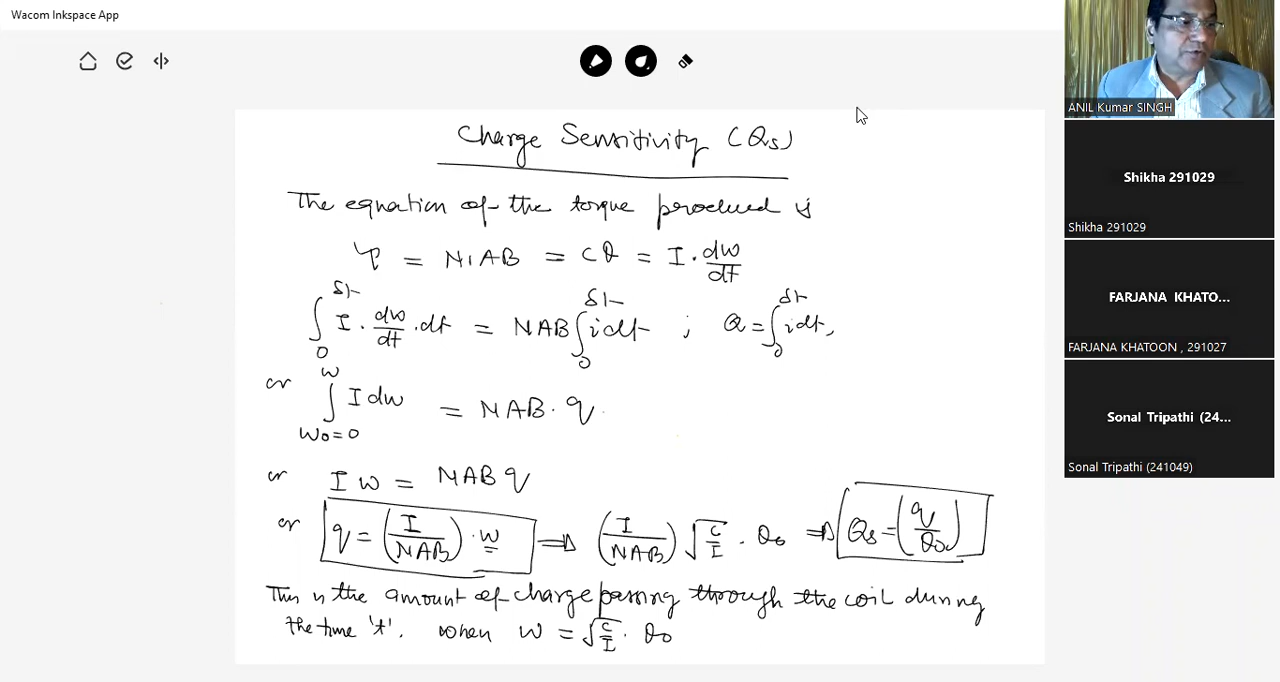 Wacom Inkspace App
Charge Sensitivity (Qs)
The equation of the torque produced is
τ = NiAB = Cθ = I · dω/dt
∫₀^δt I · dω/dt · dt = NAB ∫₀^δt i dt ; Q = ∫₀^δt i dt,
or ∫_ω₀=0^ω I dω = NAB · q
or I ω = NAB q
or q = (I/NAB) · ω ⇒ (I/NAB) √(C/I) · θ₀ ⇒ Qs = (q/θ₀)
This is the amount of charge passing through the coil during
the time 't'. when ω = √(C/I) · θ₀
ANIL Kumar SINGH
Shikha 291029
Shikha 291029
FARJANA KHATO...
FARJANA KHATOON , 291027
Sonal Tripathi (24...
Sonal Tripathi (241049)